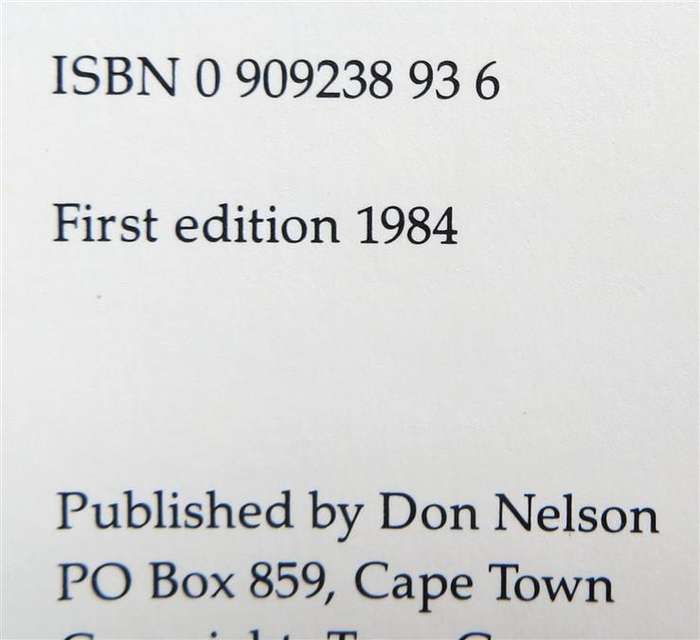 ISBN 0 909238 93 6
First edition 1984
Published by Don Nelson
PO Box 859, Cape Town